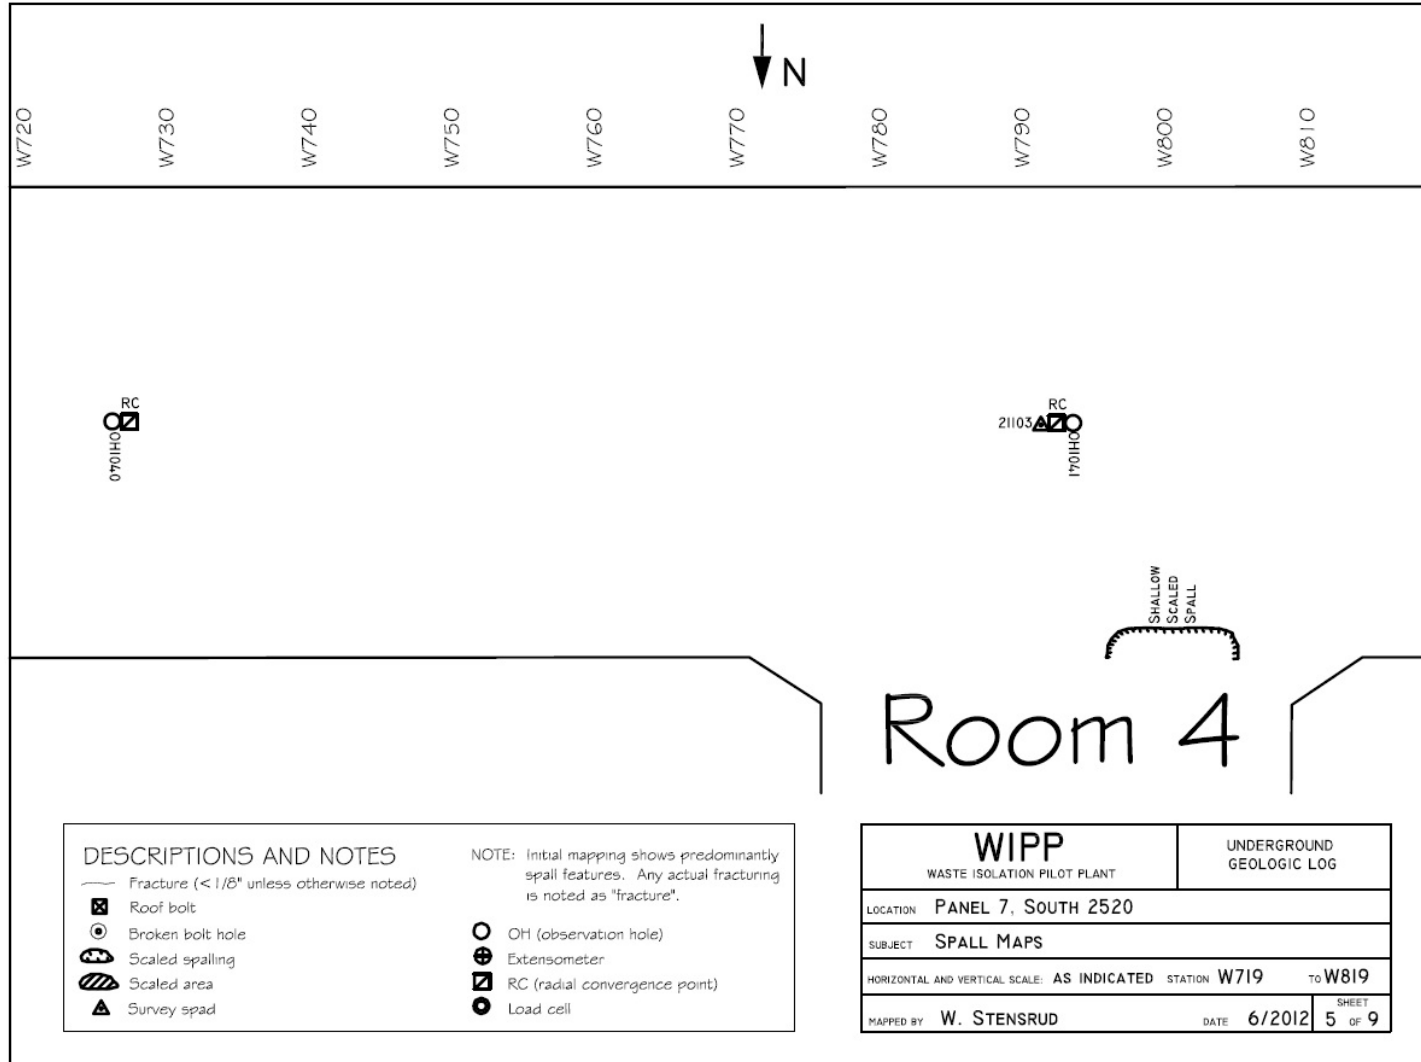 N
W720
W730
W740
W750
W760
W770
W780
W790
W800
W810
RC
OH1040
RC
21103
OH1041
SHALLOW
SCALED
SPALL
Room 4
DESCRIPTIONS AND NOTES
Fracture (< 1/8" unless otherwise noted)
Roof bolt
Broken bolt hole
Scaled spalling
Scaled area
Survey spad
NOTE: Initial mapping shows predominantly
spall features. Any actual fracturing
is noted as "fracture".
OH (observation hole)
Extensometer
RC (radial convergence point)
Load cell
WIPP
WASTE ISOLATION PILOT PLANT
UNDERGROUND
GEOLOGIC LOG
LOCATION PANEL 7, SOUTH 2520
SUBJECT SPALL MAPS
HORIZONTAL AND VERTICAL SCALE: AS INDICATED STATION W719 TO W819
MAPPED BY W. STENSRUD DATE 6/2012 SHEET
5 OF 9